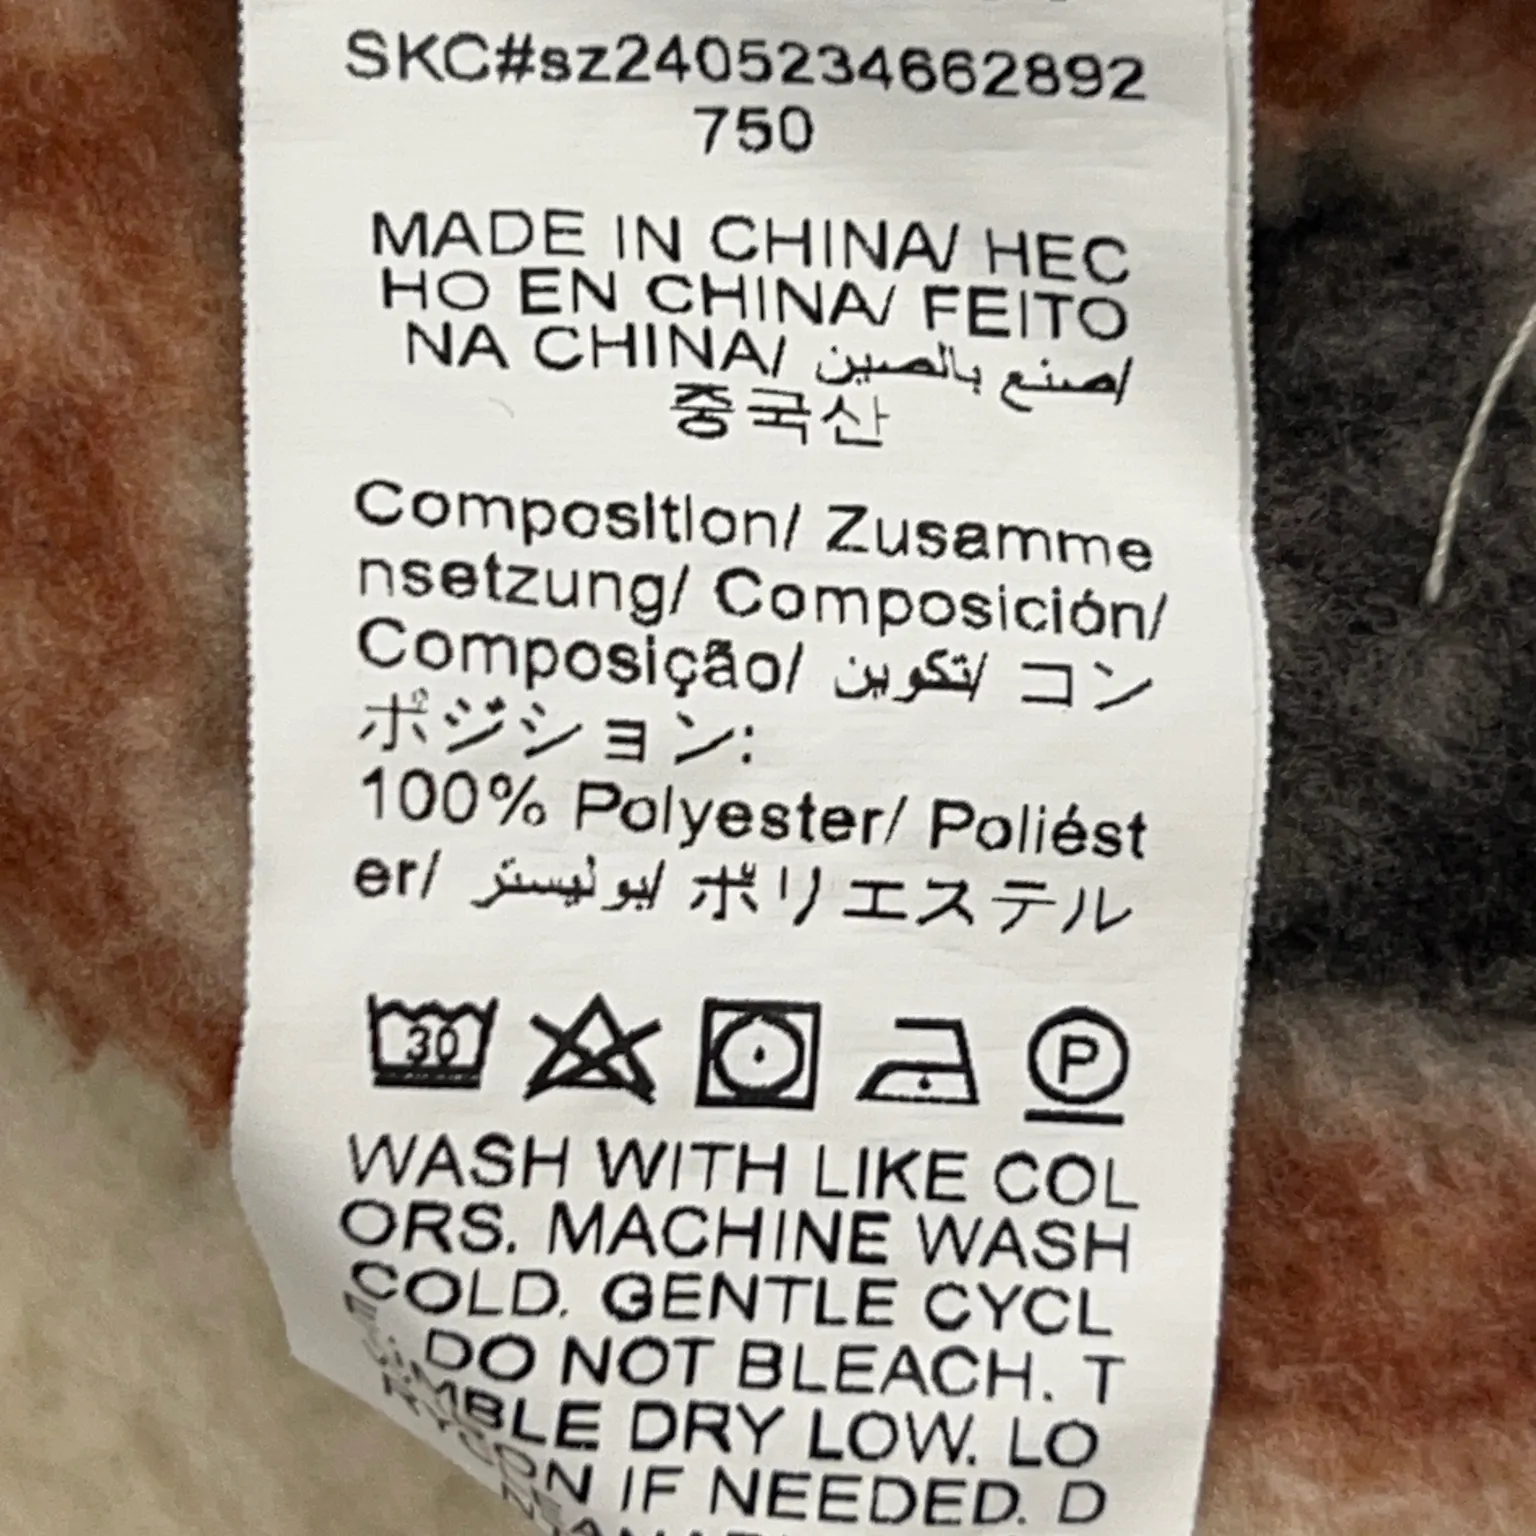 SKC#sz2405234662892
750
MADE IN CHINA/ HEC
HO EN CHINA/ FEITO
NA CHINA/ صنع بالصين/
중국산
Composition/ Zusamme
nsetzung/ Composición/
Composição/ تكوين/ コン
ポジション:
100% Polyester/ Poliést
er/ بوليستر/ ポリエステル
30
P
WASH WITH LIKE COL
ORS. MACHINE WASH
COLD. GENTLE CYCL
DO NOT BLEACH. T
MBLE DRY LOW. LO
ON IF NEEDED. D